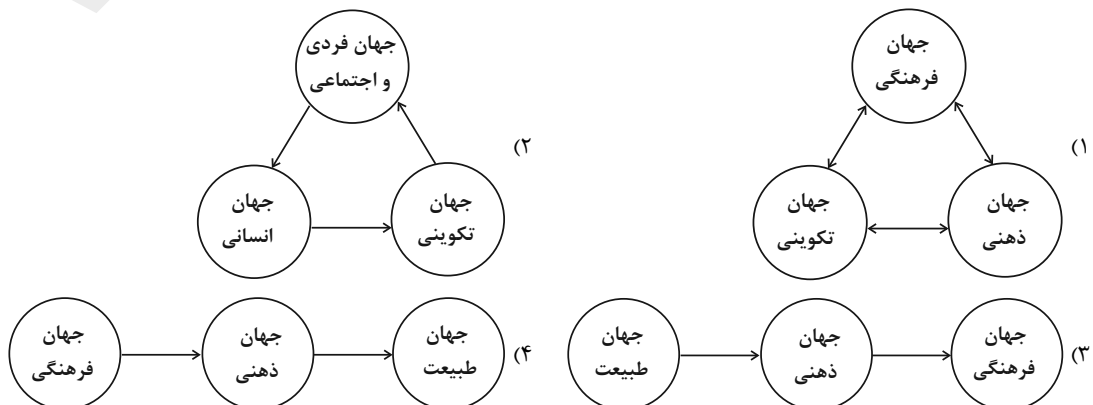 ۱)
جهان
فرهنگی
جهان
ذهنی
جهان
تکوینی
۲)
جهان فردی
و اجتماعی
جهان
تکوینی
جهان
انسانی
۳)
جهان
فرهنگی
جهان
ذهنی
جهان
طبیعت
۴)
جهان
طبیعت
جهان
ذهنی
جهان
فرهنگی